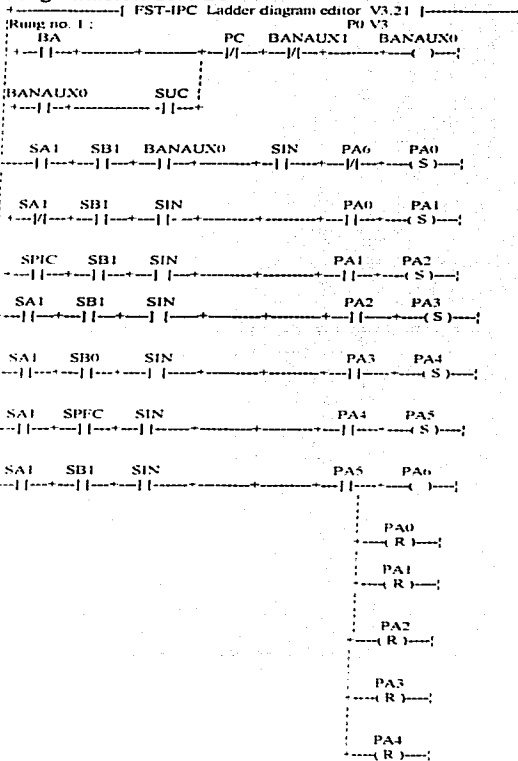 FST-IPC Ladder diagram editor V3.21
Rung no. 1 : P0 V3
BA PC BANAUX1 BANAUX0
BANAUX0 SUC
SA1 SB1 BANAUX0 SIN PA6 PA0
( S )
SA1 SB1 SIN PA0 PA1
( S )
SPIC SB1 SIN PA1 PA2
( S )
SA1 SB1 SIN PA2 PA3
( S )
SA1 SB0 SIN PA3 PA4
( S )
SA1 SPFC SIN PA4 PA5
( S )
SA1 SB1 SIN PA5 PA6
PA0
( R )
PA1
( R )
PA2
( R )
PA3
( R )
PA4
( R )